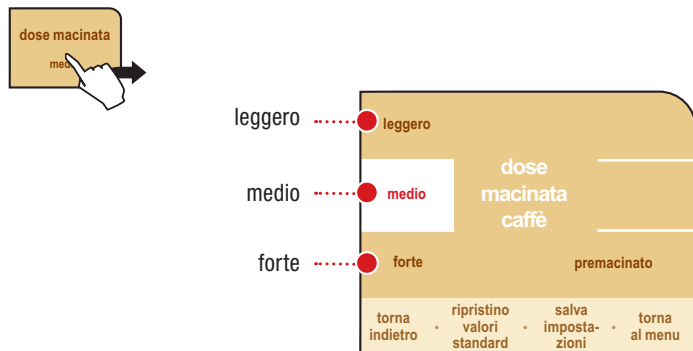 dose macinata
med
leggero
leggero
medio
medio
dose
macinata
caffè
forte
forte
premacinato
torna
indietro
•
ripristino
valori
standard
•
salva
imposta-
zioni
•
torna
al menu